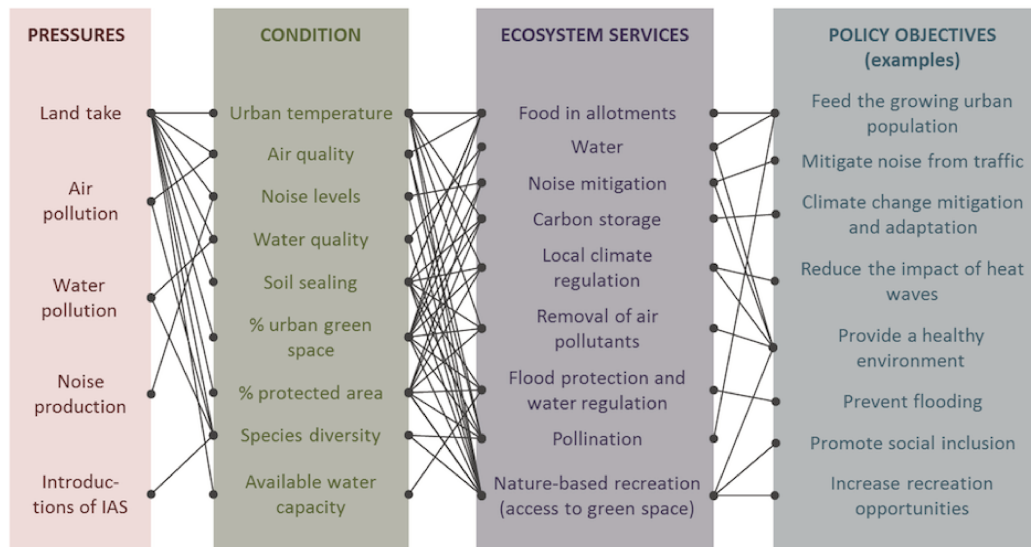 PRESSURES
Land take
Air
pollution
Water
pollution
Noise
production
Introduc-
tions of IAS
CONDITION
Urban temperature
Air quality
Noise levels
Water quality
Soil sealing
% urban green
space
% protected area
Species diversity
Available water
capacity
ECOSYSTEM SERVICES
Food in allotments
Water
Noise mitigation
Carbon storage
Local climate
regulation
Removal of air
pollutants
Flood protection and
water regulation
Pollination
Nature-based recreation
(access to green space)
POLICY OBJECTIVES
(examples)
Feed the growing urban
population
Mitigate noise from traffic
Climate change mitigation
and adaptation
Reduce the impact of heat
waves
Provide a healthy
environment
Prevent flooding
Promote social inclusion
Increase recreation
opportunities